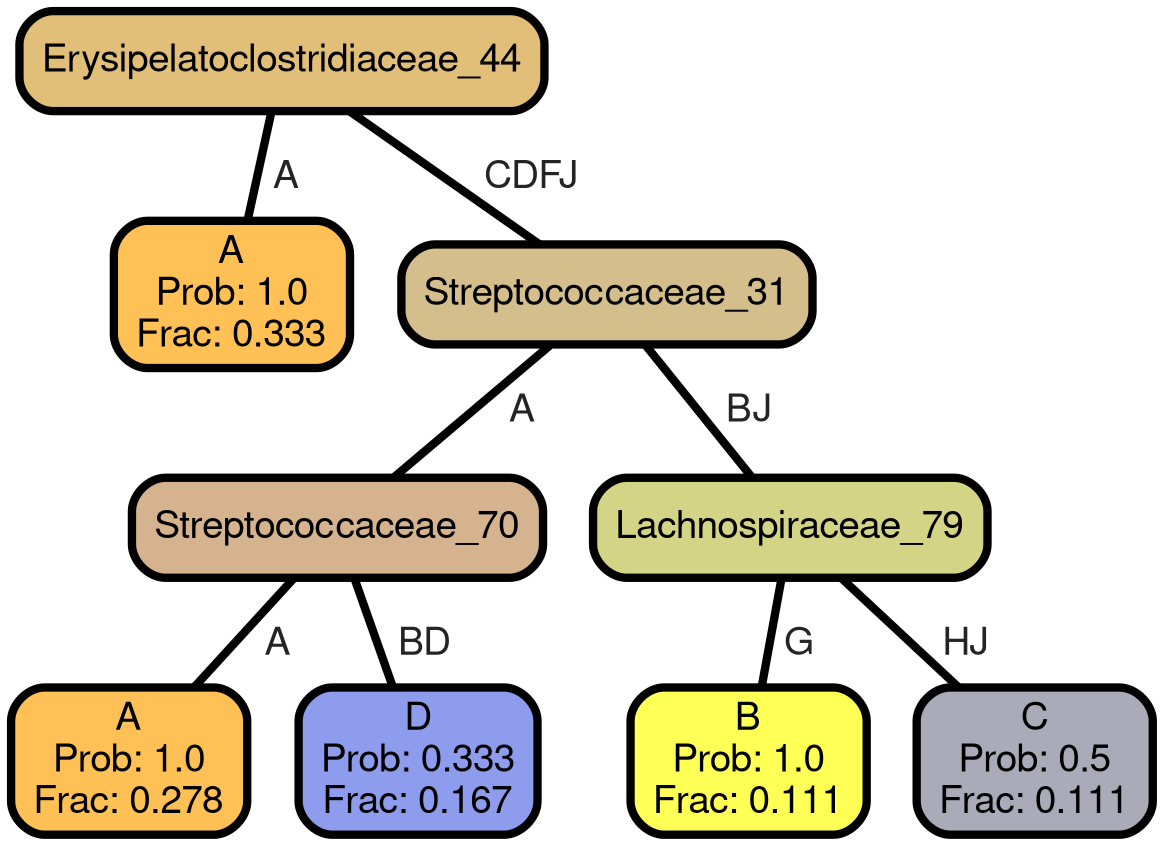 Erysipelatoclostridiaceae_44
A
CDFJ
A
Prob: 1.0
Frac: 0.333
Streptococcaceae_31
A
BJ
Streptococcaceae_70
Lachnospiraceae_79
A
BD
G
HJ
A
Prob: 1.0
Frac: 0.278
D
Prob: 0.333
Frac: 0.167
B
Prob: 1.0
Frac: 0.111
C
Prob: 0.5
Frac: 0.111